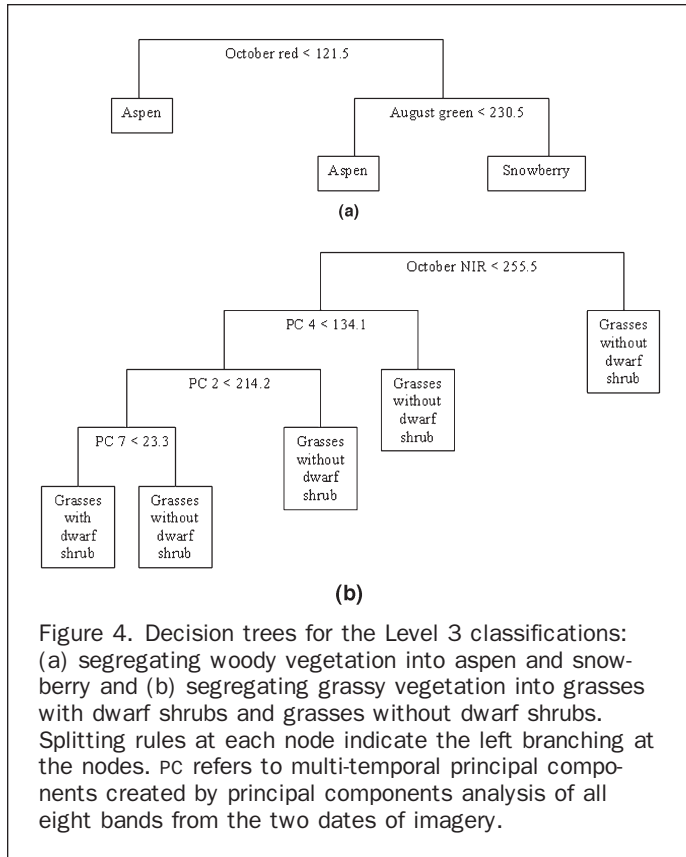 October red < 121.5
Aspen
August green < 230.5
Aspen
Snowberry
(a)
October NIR < 255.5
PC 4 < 134.1
Grasses
without
dwarf
shrub
PC 2 < 214.2
Grasses
without
dwarf
shrub
PC 7 < 23.3
Grasses
without
dwarf
shrub
Grasses
with
dwarf
shrub
Grasses
without
dwarf
shrub
(b)
Figure 4. Decision trees for the Level 3 classifications:
(a) segregating woody vegetation into aspen and snow-
berry and (b) segregating grassy vegetation into grasses
with dwarf shrubs and grasses without dwarf shrubs.
Splitting rules at each node indicate the left branching at
the nodes. PC refers to multi-temporal principal compo-
nents created by principal components analysis of all
eight bands from the two dates of imagery.